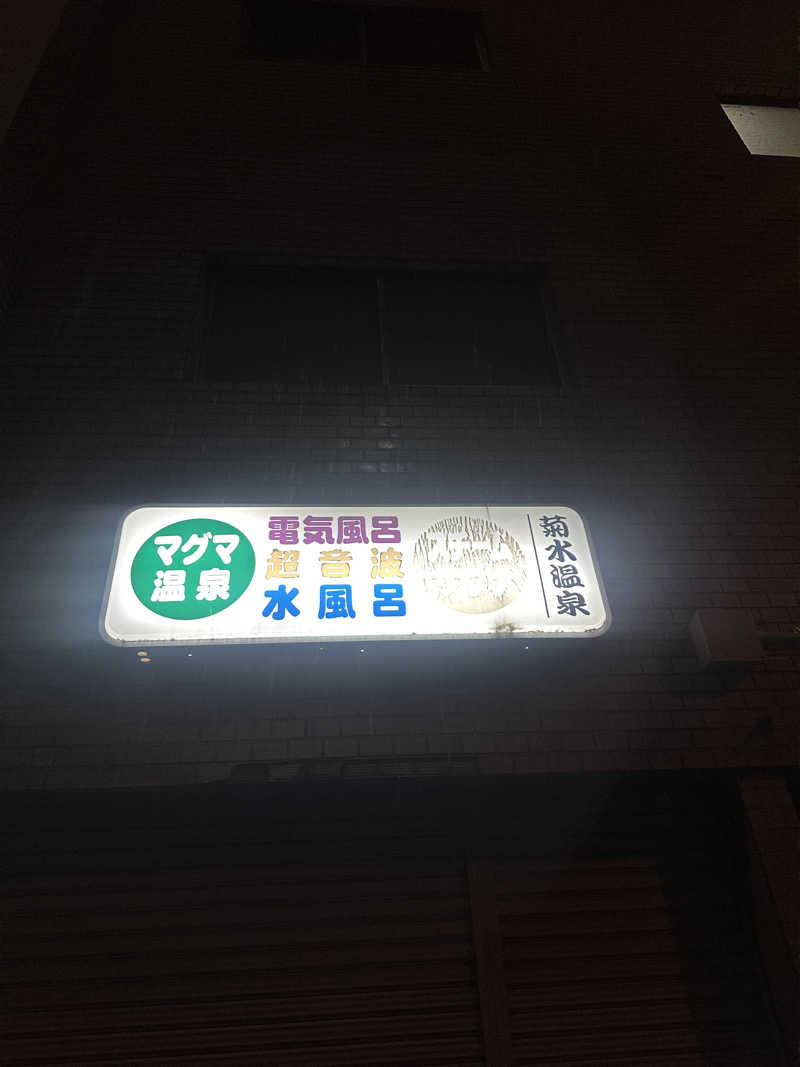 マグマ
温泉
電気風呂
超音波
水風呂
菊水温泉